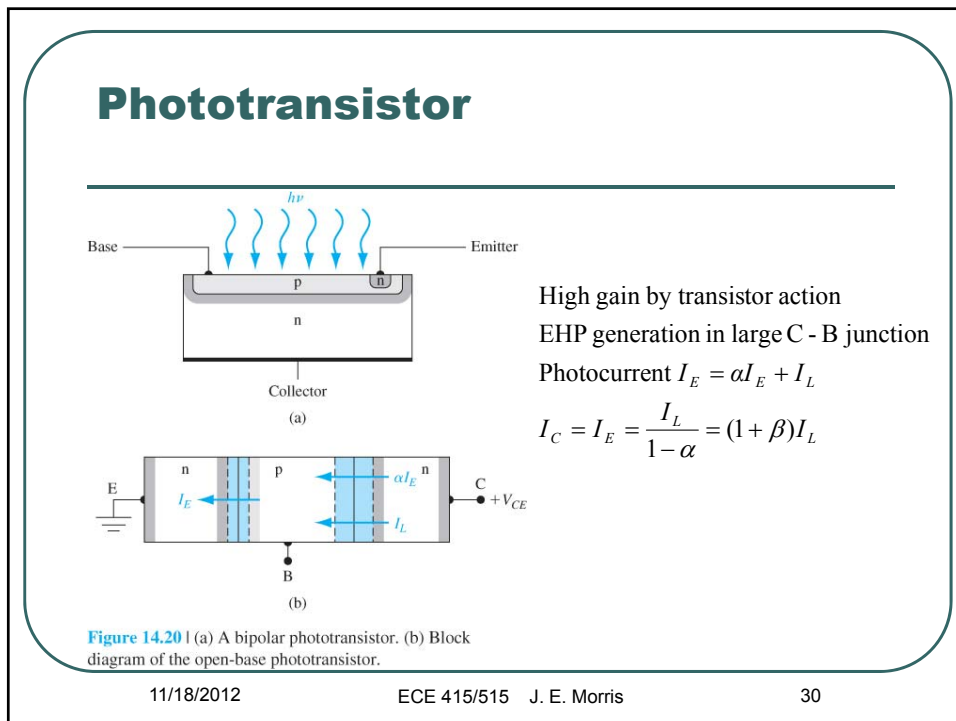 Phototransistor
hν
Base
Emitter
p
n
n
Collector
(a)
High gain by transistor action
EHP generation in large C - B junction
Photocurrent I_E = αI_E + I_L
I_C = I_E = I_L / (1 − α) = (1 + β)I_L
n
p
αI_E
n
E
I_E
C
+V_CE
I_L
B
(b)
Figure 14.20 | (a) A bipolar phototransistor. (b) Block
diagram of the open-base phototransistor.
11/18/2012
ECE 415/515 J. E. Morris
30